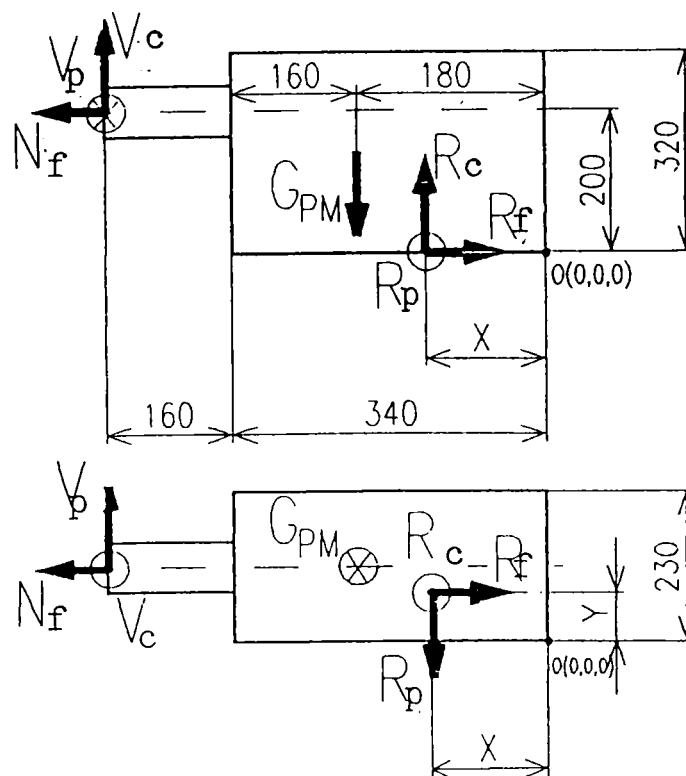 Vc
Vp
160
180
Nf
Rc
320
200
GPM
Rf
Rp
O(0,0,0)
X
160
340
Vp
GPM
Rc
Rf
230
Nf
Y
Vc
Rp
O(0,0,0)
X